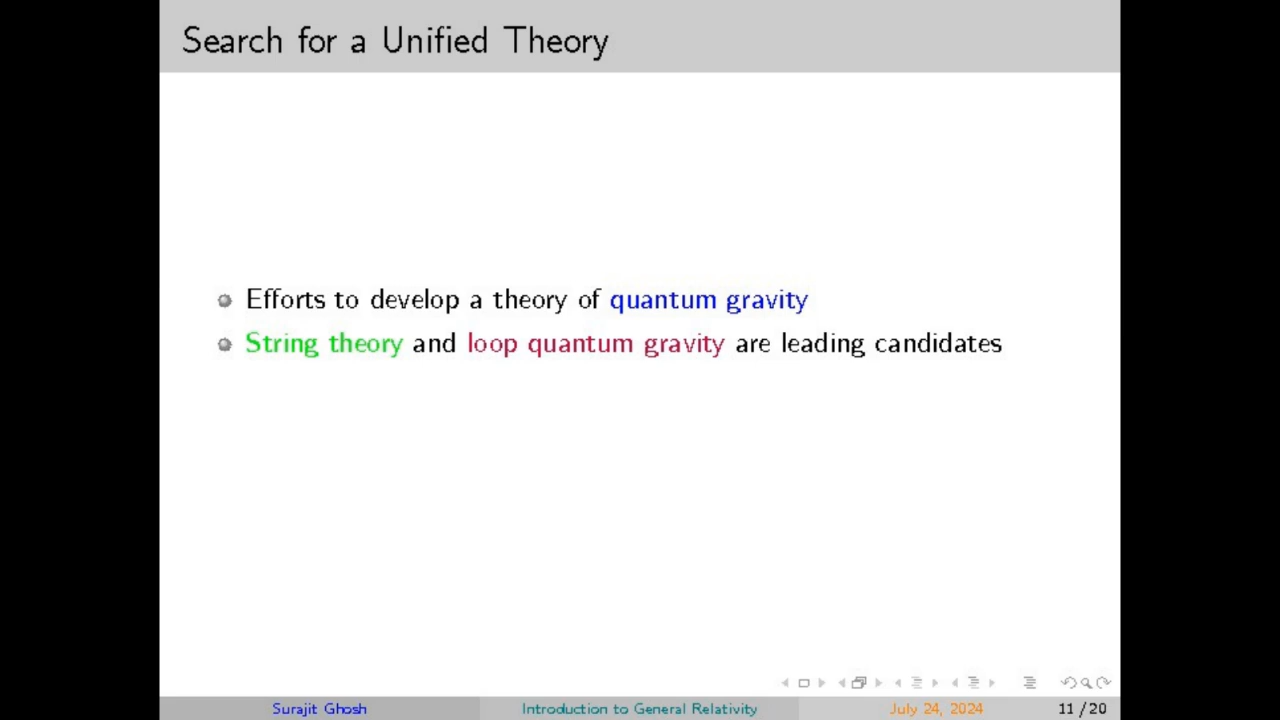 Search for a Unified Theory
Efforts to develop a theory of quantum gravity
String theory and loop quantum gravity are leading candidates
Surajit Ghosh
Introduction to General Relativity
July 24, 2024
11 / 20